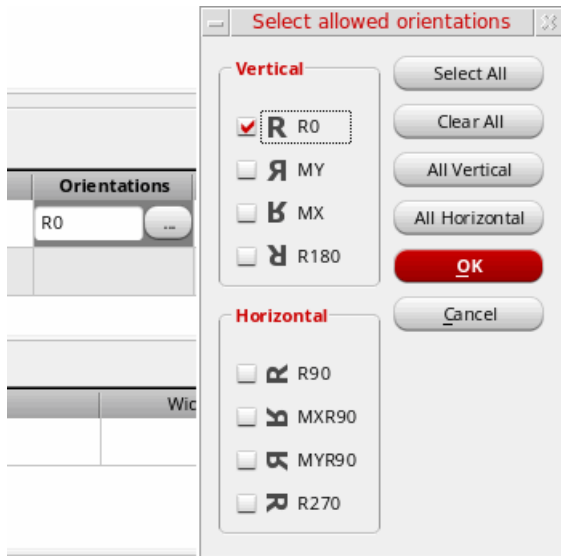 Select allowed orientations
Vertical
R R0
R MY
R MX
R R180
Horizontal
R R90
R MXR90
R MYR90
R R270
Select All
Clear All
All Vertical
All Horizontal
OK
Cancel
Orientations
R0
...